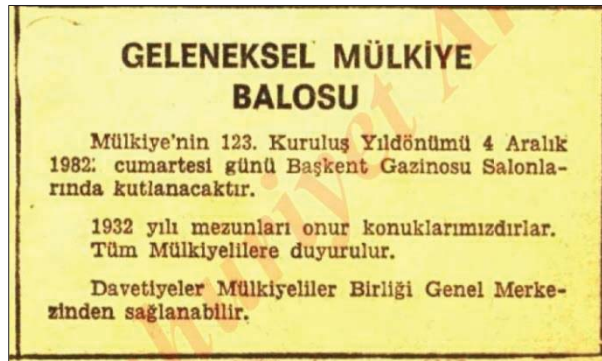 GELENEKSEL MÜLKİYE
BALOSU
Mülkiye'nin 123. Kuruluş Yıldönümü 4 Aralık
1982: cumartesi günü Başkent Gazinosu Salonla-
rında kutlanacaktır.
1932 yılı mezunları onur konuklarımızdırlar.
Tüm Mülkiyelilere duyurulur.
Davetiyeler Mülkiyeliler Birliği Genel Merke-
zinden sağlanabilir.